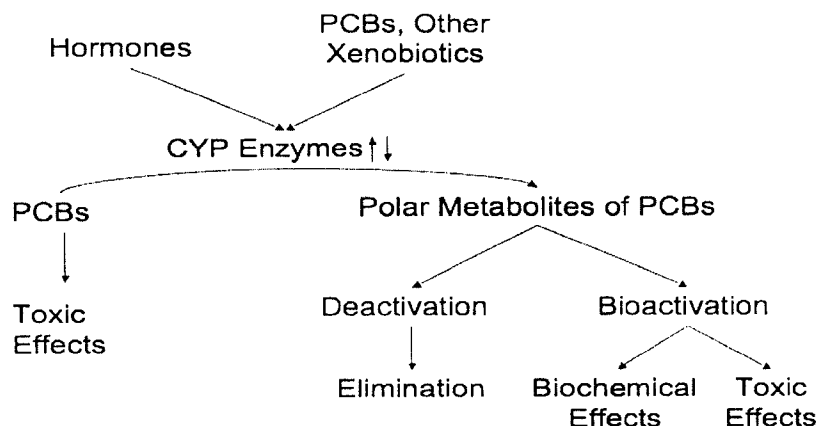 Hormones
PCBs, Other
Xenobiotics
CYP Enzymes
PCBs
Polar Metabolites of PCBs
Toxic
Effects
Deactivation
Bioactivation
Elimination
Biochemical
Effects
Toxic
Effects